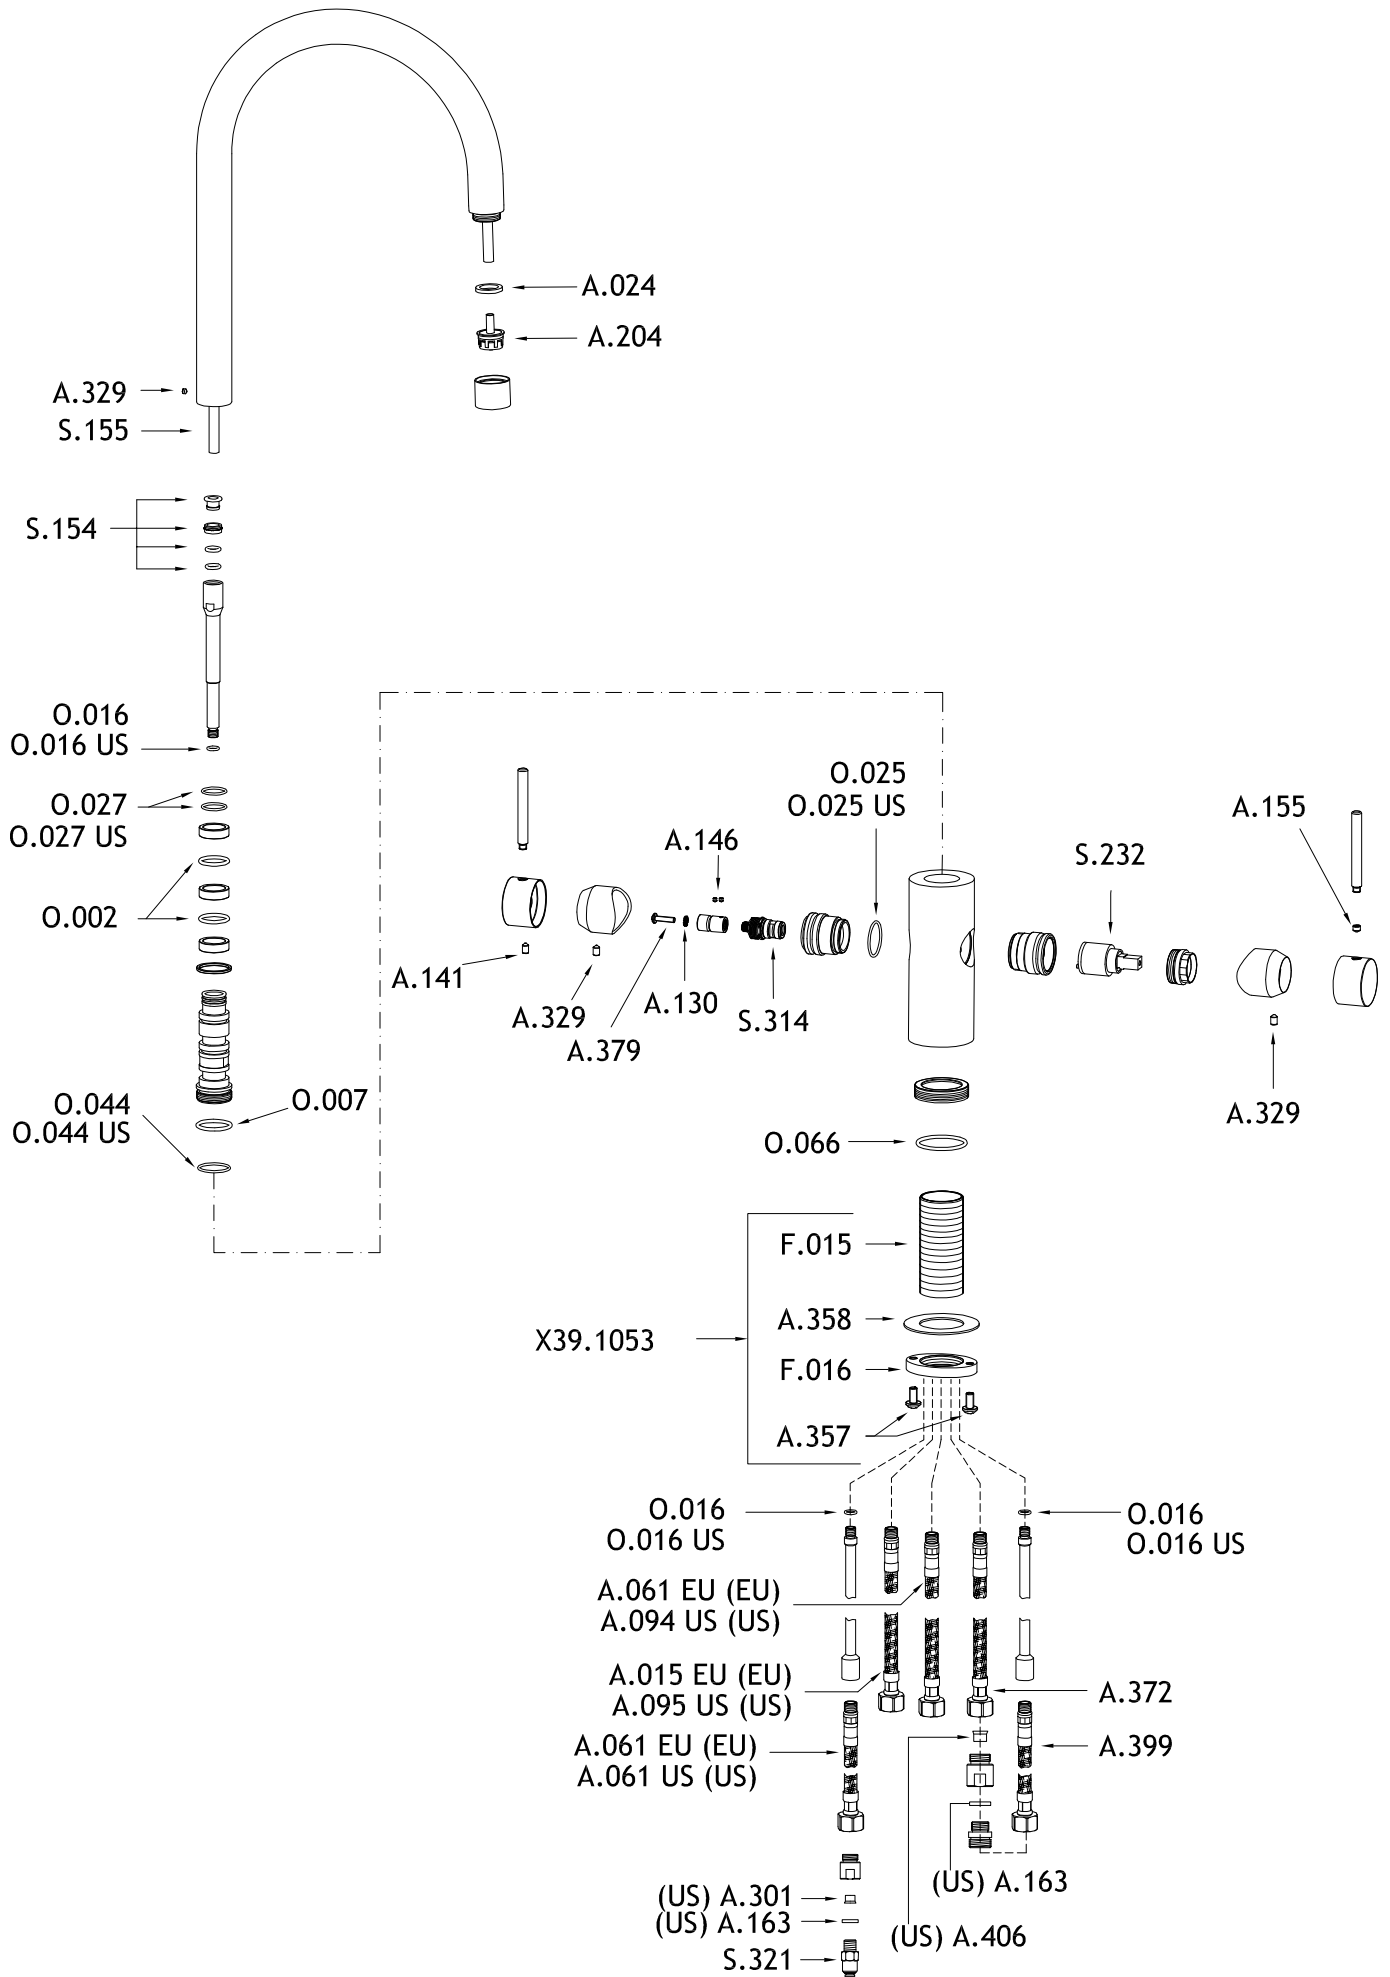 A.024
A.204
A.329
S.155
S.154
O.016
O.016 US
O.027
O.027 US
O.002
O.044
O.044 US
O.007
O.025
O.025 US
A.146
A.155
S.232
A.141
A.329
A.379
A.130
S.314
A.329
O.066
F.015
A.358
X39.1053
F.016
A.357
O.016
O.016 US
O.016
O.016 US
A.061 EU (EU)
A.094 US (US)
A.015 EU (EU)
A.095 US (US)
A.372
A.061 EU (EU)
A.061 US (US)
A.399
(US) A.163
(US) A.301
(US) A.163
(US) A.406
S.321